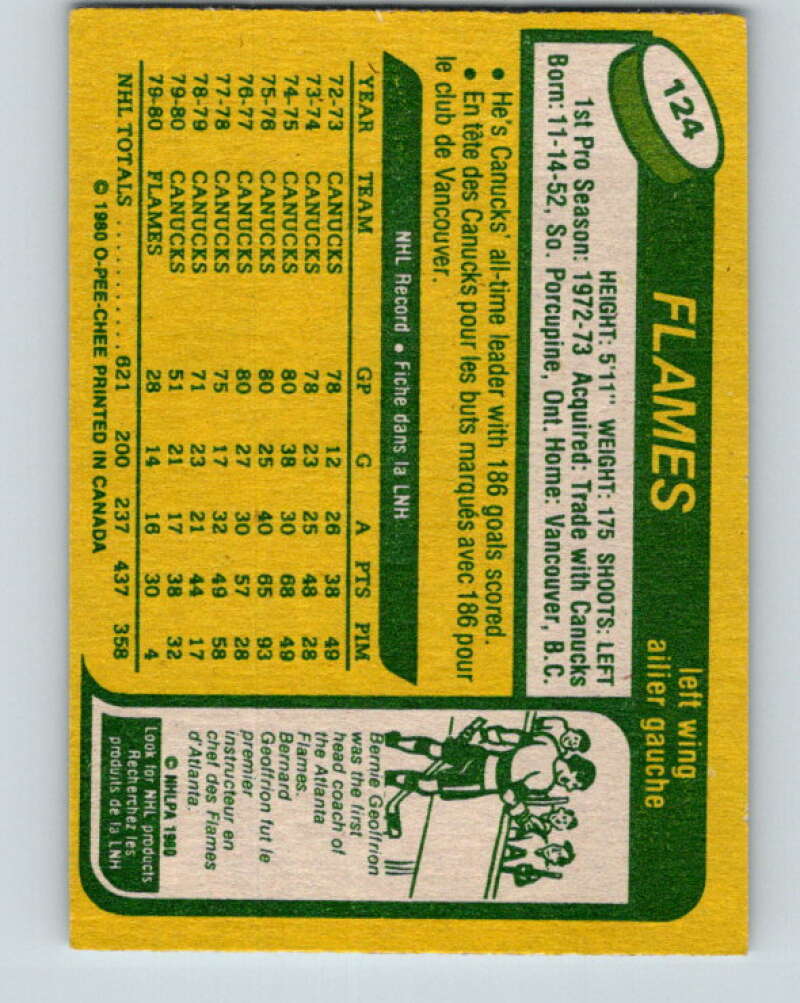 124
FLAMES
left wing
ailier gauche
HEIGHT: 5'11" WEIGHT: 175 SHOOTS: LEFT
1st Pro Season: 1972-73 Acquired: Trade with Canucks
Born: 11-14-52, So. Porcupine, Ont. Home: Vancouver, B.C.
• He's Canucks' all-time leader with 186 goals scored.
• En tête des Canucks pour les buts marqués avec 186 pour
le club de Vancouver.
NHL Record • Fiche dans la LNH
YEAR TEAM GP G A PTS PIM
72-73 CANUCKS 78 12 26 38 49
73-74 CANUCKS 78 23 25 48 28
74-75 CANUCKS 80 38 30 68 49
75-76 CANUCKS 80 25 40 65 93
76-77 CANUCKS 80 27 30 57 28
77-78 CANUCKS 75 17 32 49 58
78-79 CANUCKS 71 23 21 44 17
79-80 CANUCKS 51 21 17 38 32
79-80 FLAMES 28 14 16 30 4
NHL TOTALS .......... 621 200 237 437 358
© 1980 O-PEE-CHEE PRINTED IN CANADA
Bernie Geoffrion
was the first
head coach of
the Atlanta
Flames.
Bernard
Geoffrion fut le
premier
instructeur en
chef des Flames
d'Atlanta.
© NHLPA 1980
Look for NHL products
Recherchez les
produits de la LNH